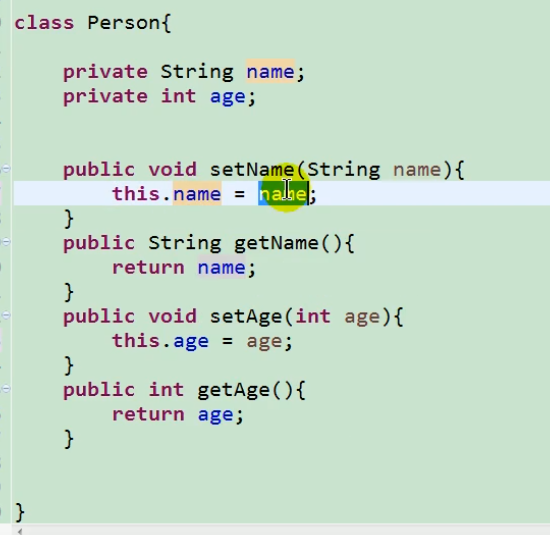 class Person{
private String name;
private int age;
public void setName(String name){
this.name = name;
}
public String getName(){
return name;
}
public void setAge(int age){
this.age = age;
}
public int getAge(){
return age;
}
}